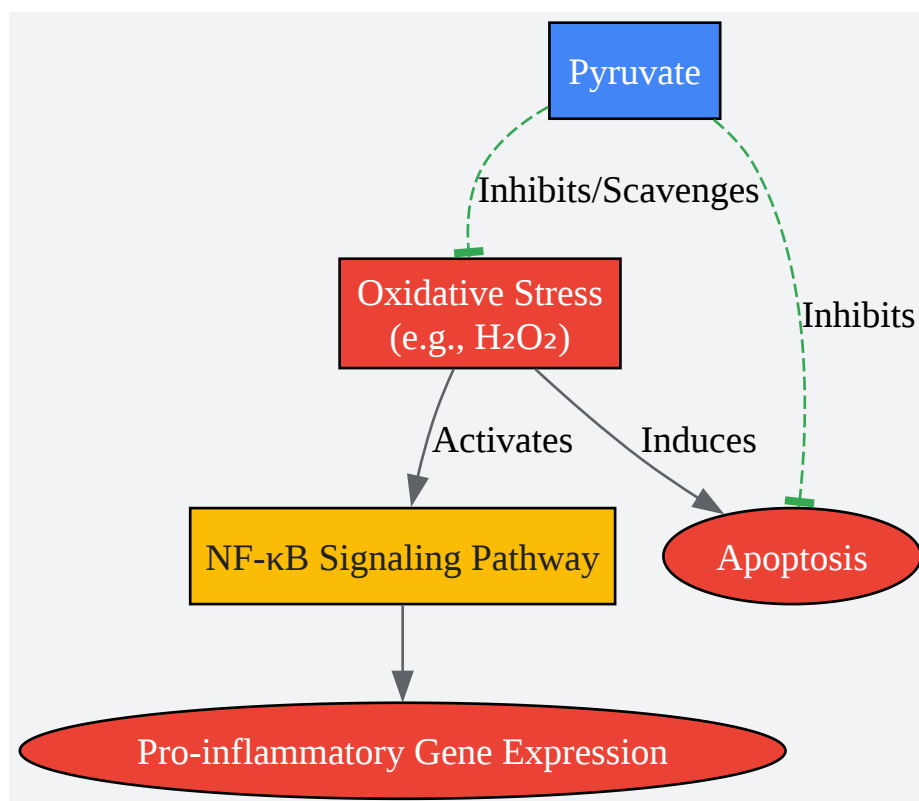 Pyruvate
Inhibits/Scavenges
Oxidative Stress
(e.g., H₂O₂)
Inhibits
Activates
Induces
NF-κB Signaling Pathway
Apoptosis
Pro-inflammatory Gene Expression